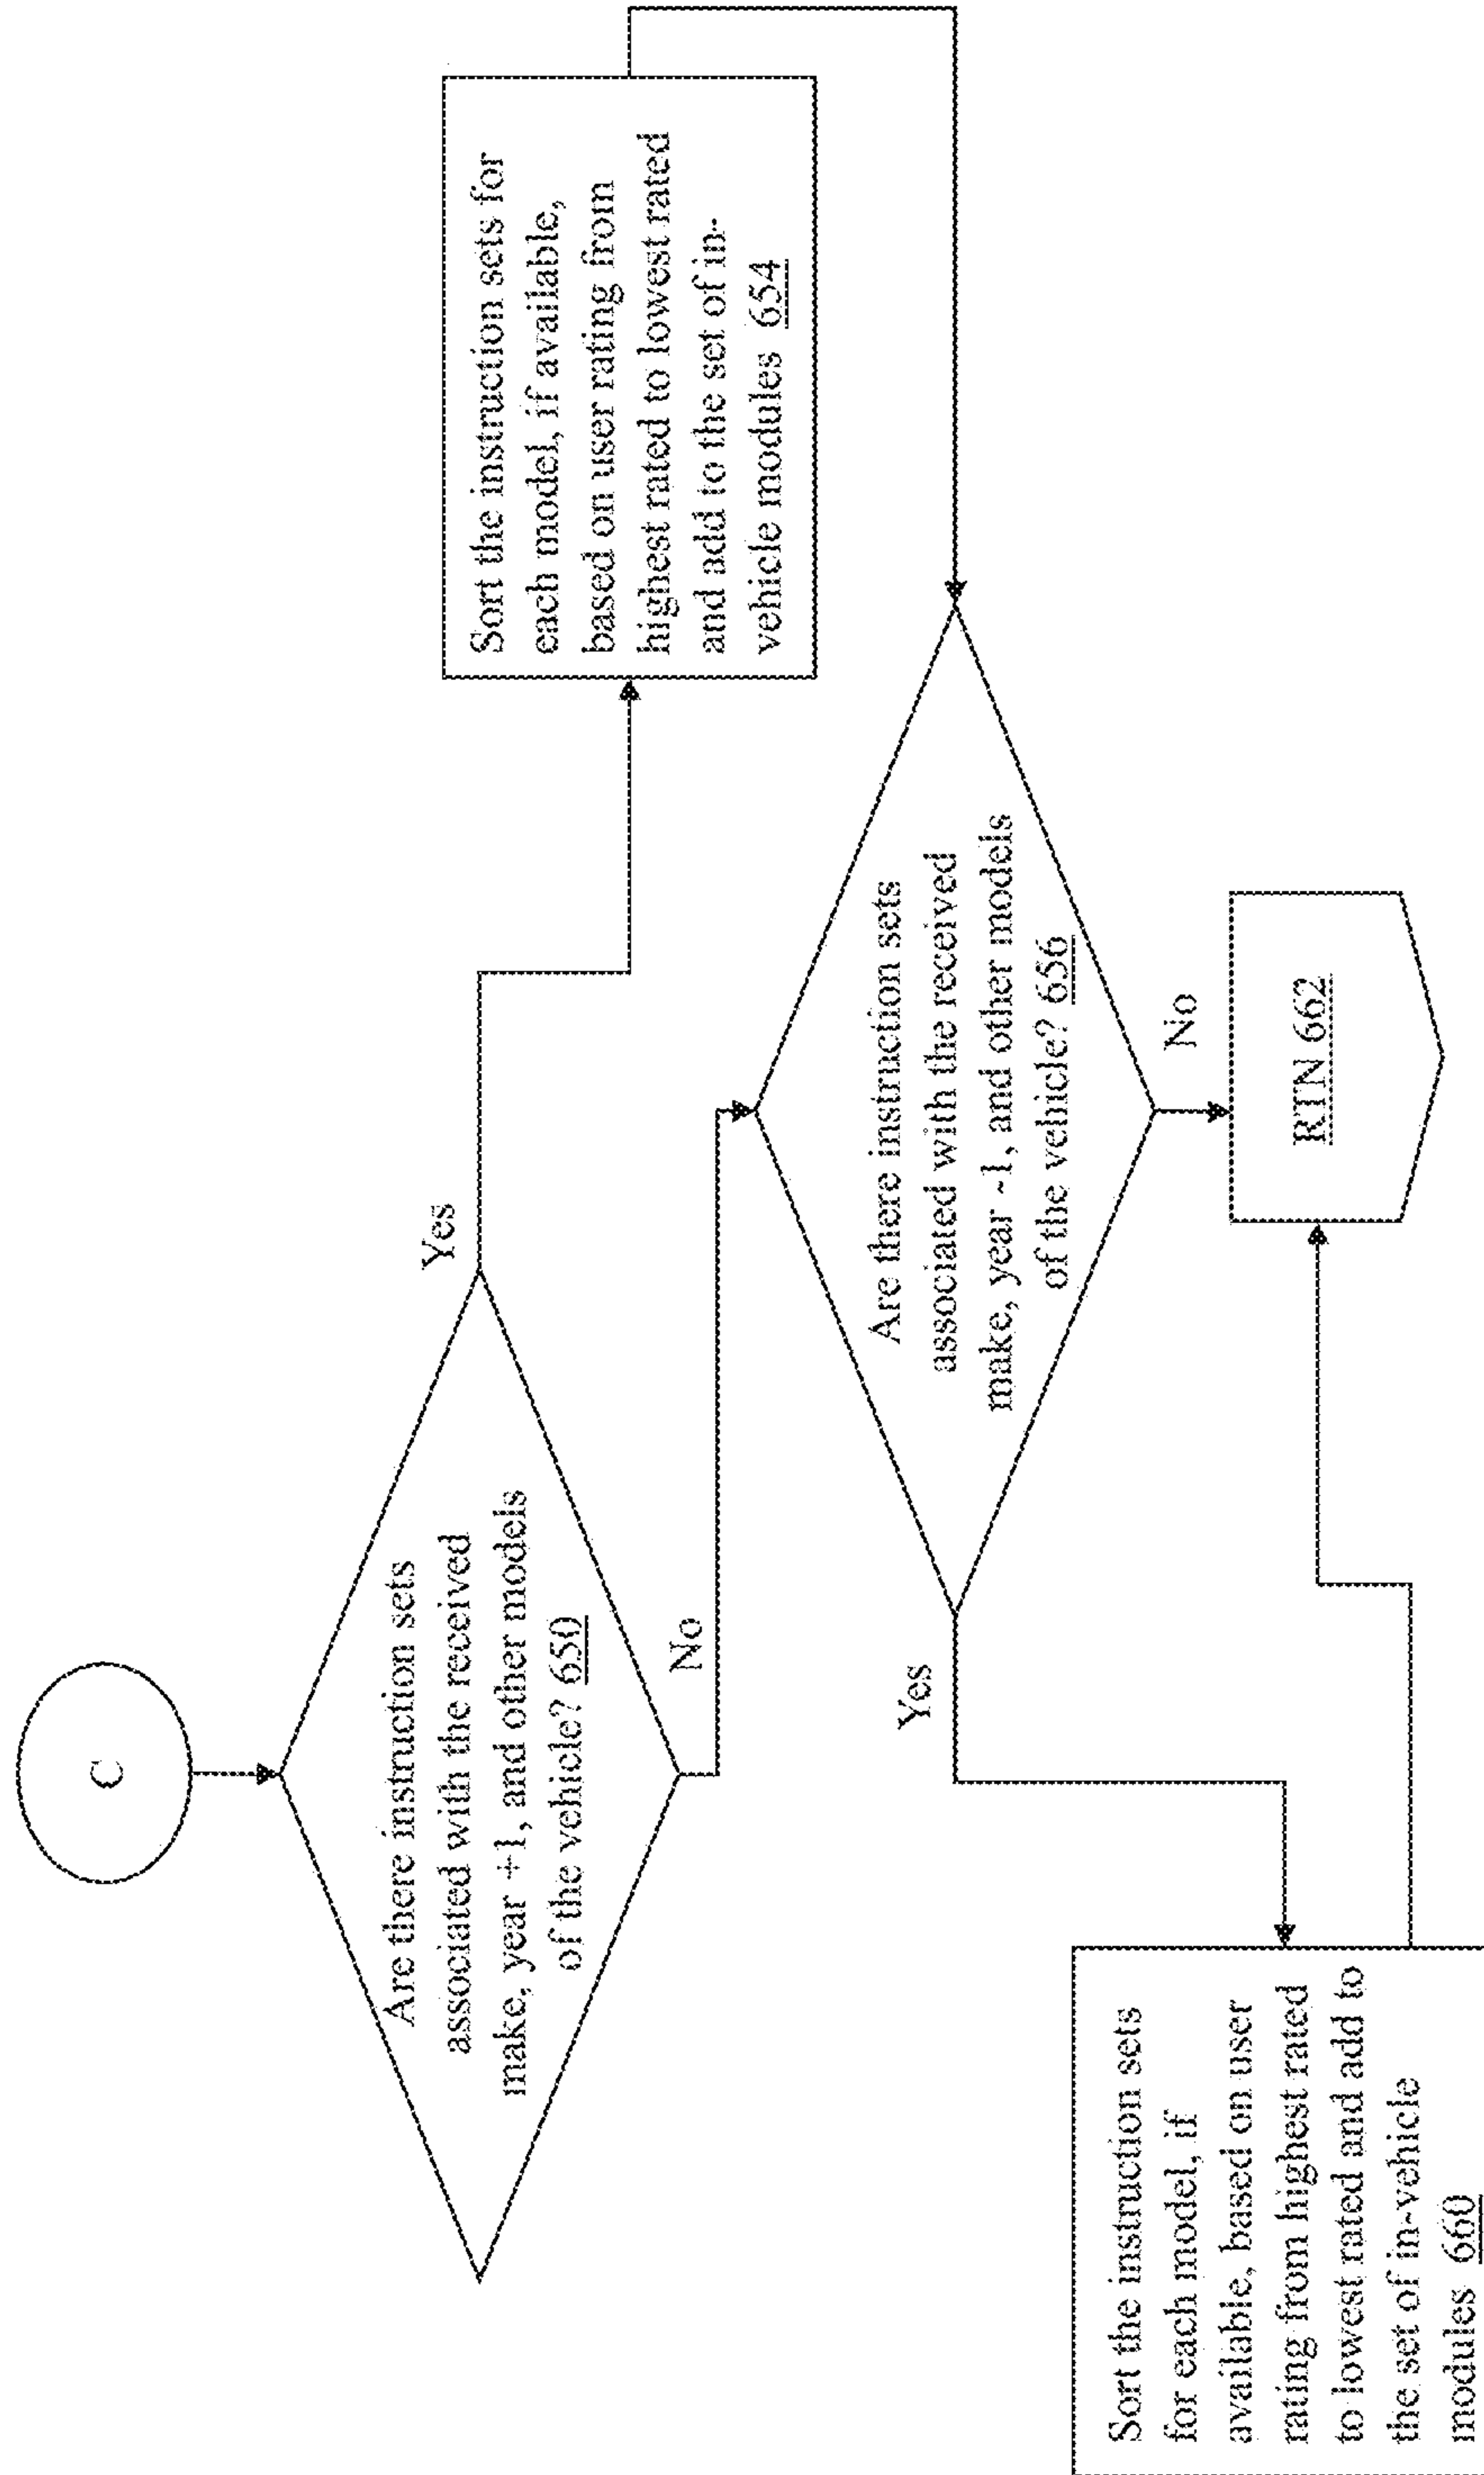 C
Are there instruction sets
associated with the received
make, year +1, and other models
of the vehicle? 650
Yes
No
Sort the instruction sets for
each model, if available,
based on user rating from
highest rated to lowest rated
and add to the set of in-
vehicle modules 654
Are there instruction sets
associated with the received
make, year -1, and other models
of the vehicle? 656
Yes
No
Sort the instruction sets
for each model, if
available, based on user
rating from highest rated
to lowest rated and add to
the set of in-vehicle
modules 660
RTN 662